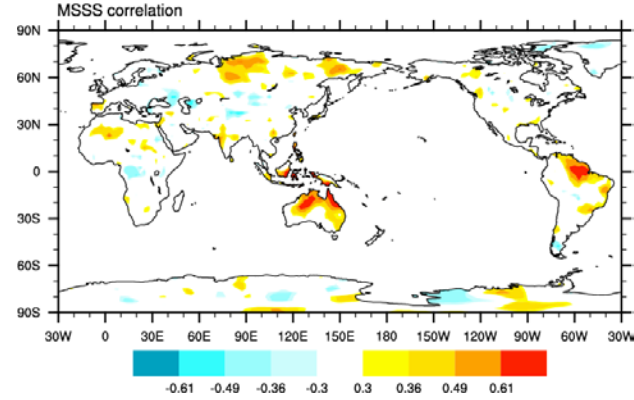 MSSS correlation
90N
60N
30N
0
30S
60S
90S
30W 0 30E 60E 90E 120E 150E 180 150W 120W 90W 60W 30W
-0.61 -0.49 -0.36 -0.3 0.3 0.36 0.49 0.61